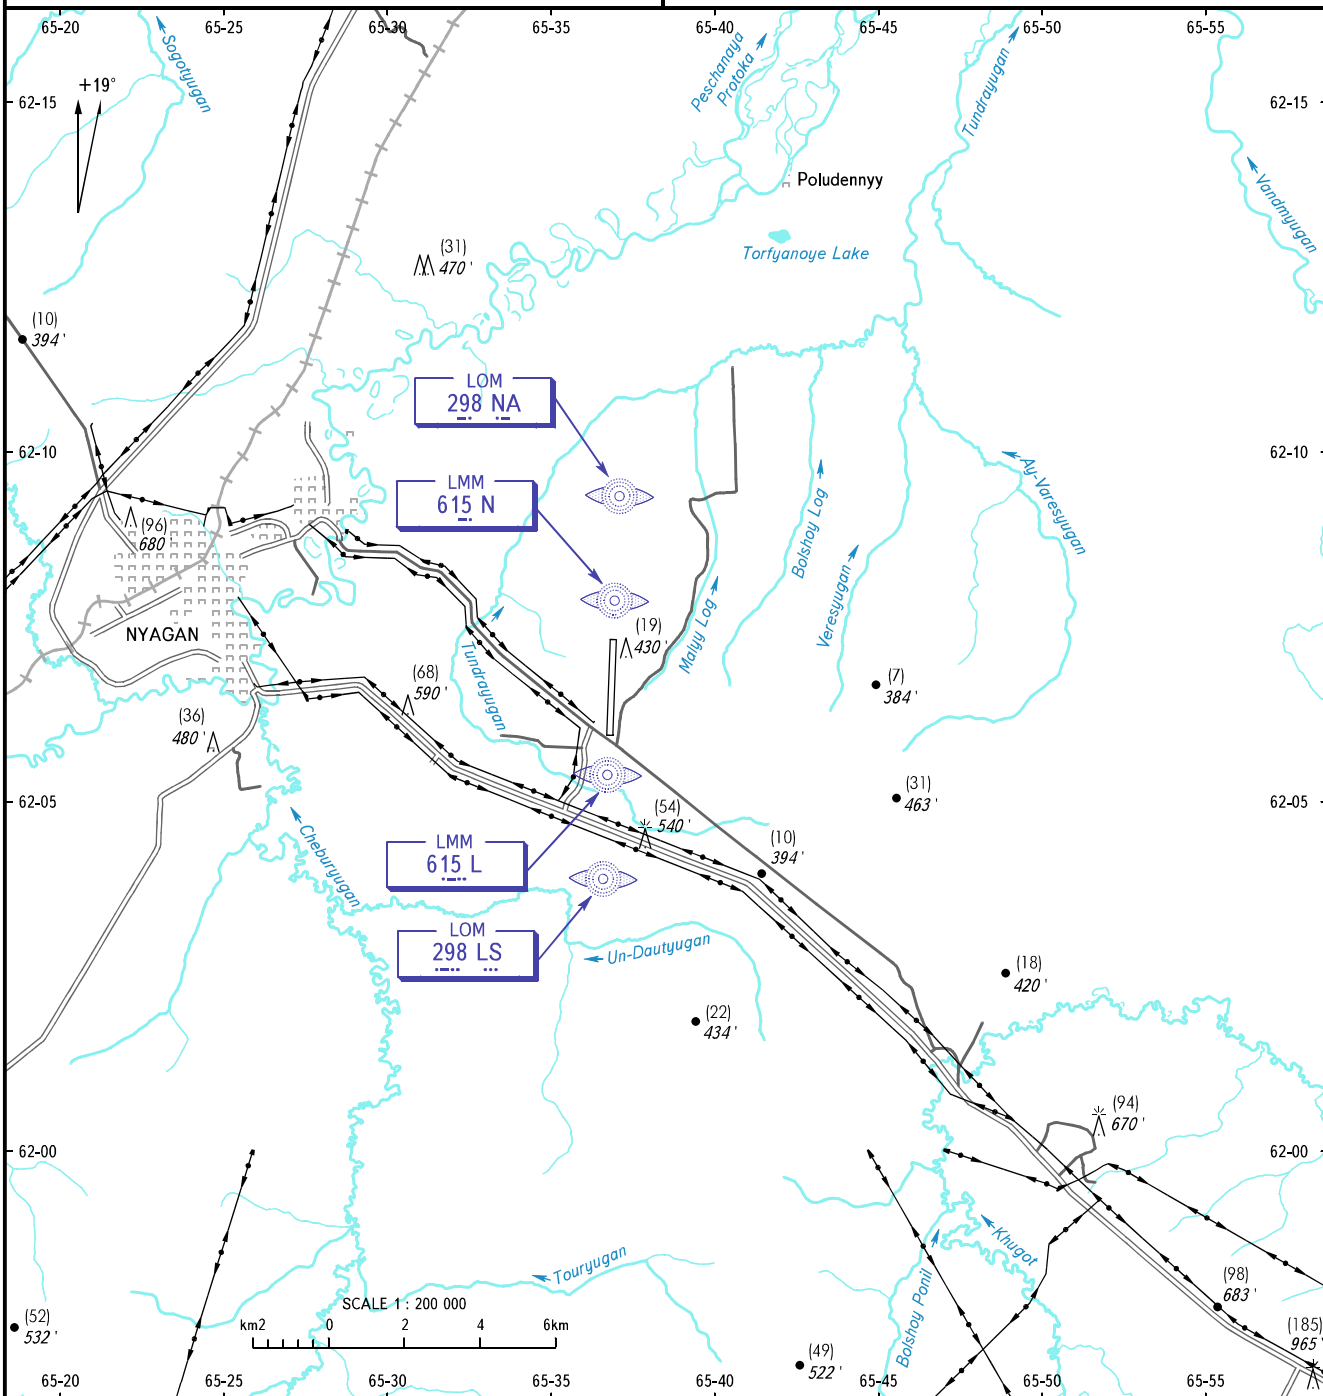 65-20
65-25
65-30
65-35
65-40
65-45
65-50
65-55
Sogotyugan
Peschanaya
Protoka
Tundrayugan
+19°
62-15
62-15
Poludennyy
Vandmyugan
(31)
470'
Torfyanoye Lake
(10)
394'
LOM
298 NA
62-10
62-10
Ay-Varesyugan
LMM
615 N
Bolshoy Log
(96)
680'
Veresyugan
Malyy Log
NYAGAN
(19)
430'
Tundrayugan
(68)
590'
(7)
384'
(36)
480'
(31)
463'
62-05
62-05
(54)
540'
Cheburyugan
LMM
615 L
(10)
394'
LOM
298 LS
Un-Dautyugan
(18)
420'
(22)
434'
(94)
670'
62-00
62-00
Khugot
Touryugan
Bolshoy Panil
(98)
683'
SCALE 1 : 200 000
km2 0 2 4 6km
(52)
532'
(185)
965'
(49)
522'
65-20
65-25
65-30
65-35
65-40
65-45
65-50
65-55